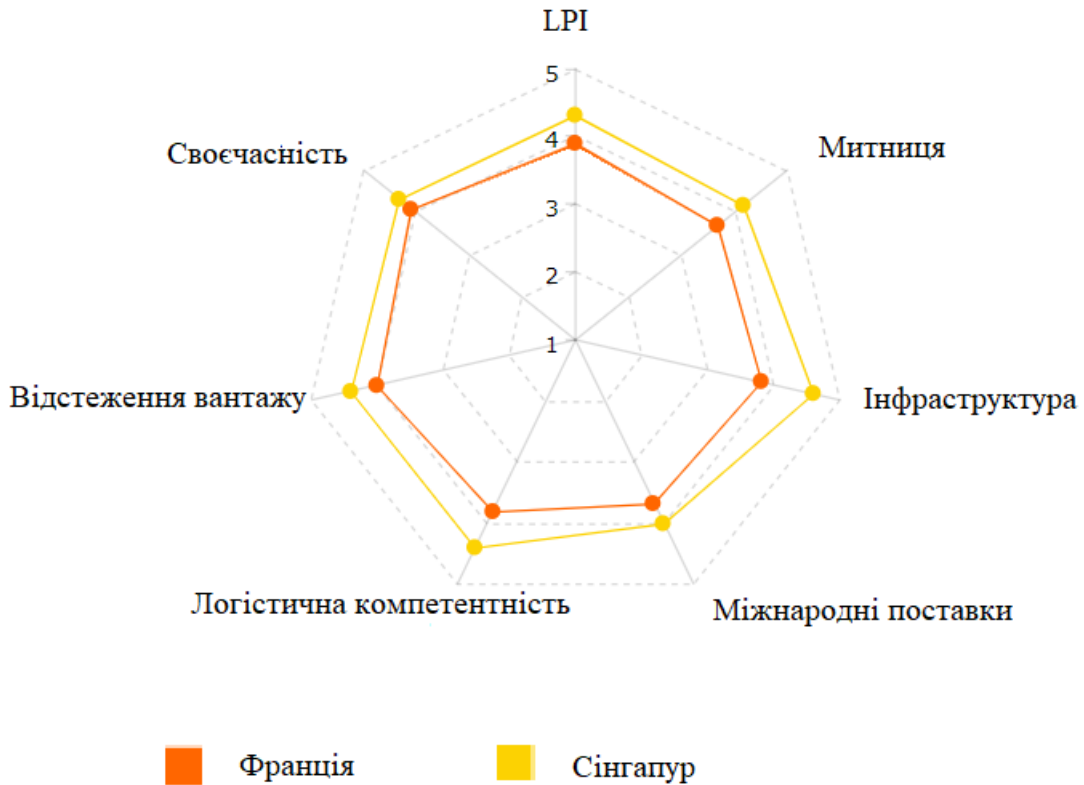 LPI
5
Митниця
4
Своєчасність
3
2
1
Відстеження вантажу
Інфраструктура
Логістична компетентність
Міжнародні поставки
Франція
Сінгапур